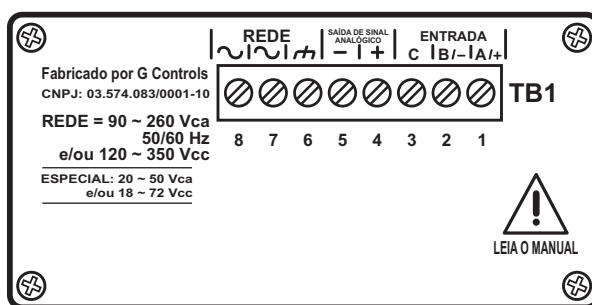 REDE
SAÍDA DE SINAL
ANALÓGICO
ENTRADA
− + C B/− A/+
Fabricado por G Controls
CNPJ: 03.574.083/0001-10
TB1
REDE = 90 ~ 260 Vca
50/60 Hz
e/ou 120 ~ 350 Vcc
8 7 6 5 4 3 2 1
ESPECIAL: 20 ~ 50 Vca
e/ou 18 ~ 72 Vcc
LEIA O MANUAL